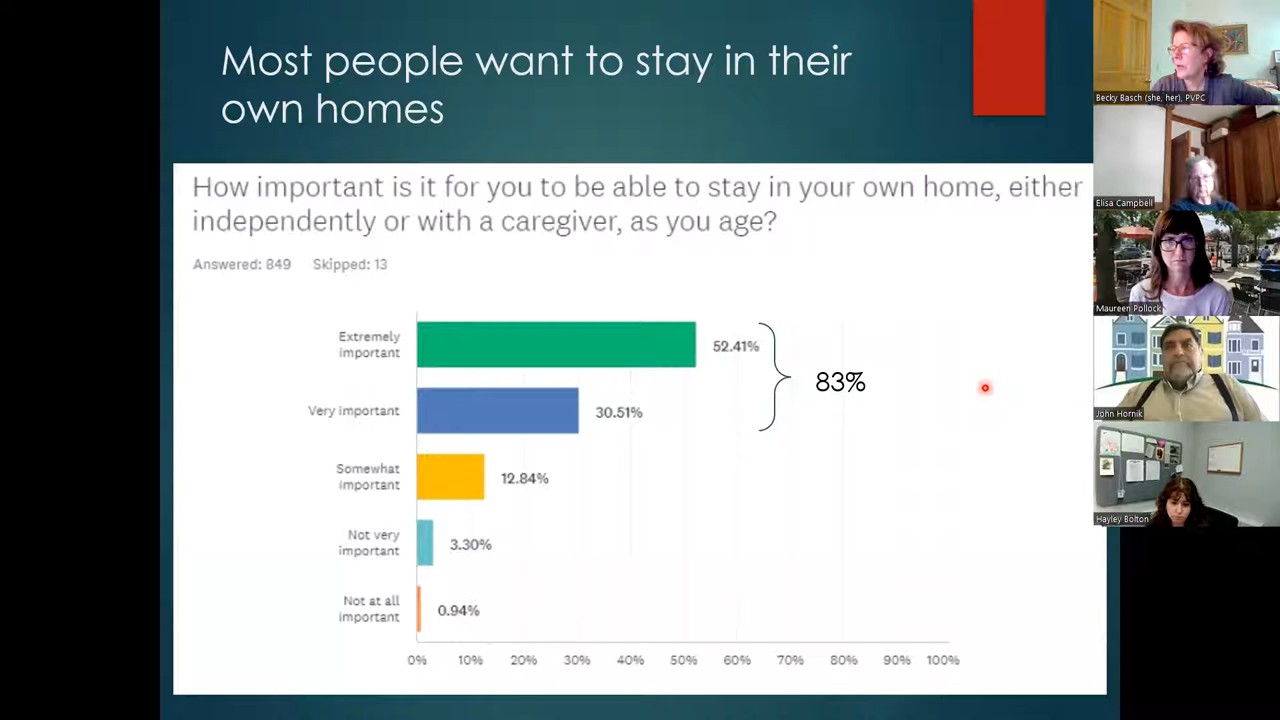 Most people want to stay in their
own homes
How important is it for you to be able to stay in your own home, either
independently or with a caregiver, as you age?
Answered: 849 Skipped: 13
Extremely
important
52.41%
83%
Very important
30.51%
Somewhat
important
12.84%
Not very
important
3.30%
Not at all
important
0.94%
0% 10% 20% 30% 40% 50% 60% 70% 80% 90% 100%
Becky Basch (she, her), PVPC
Elisa Campbell
Maureen Pollock
John Hornik
Hayley Bolton